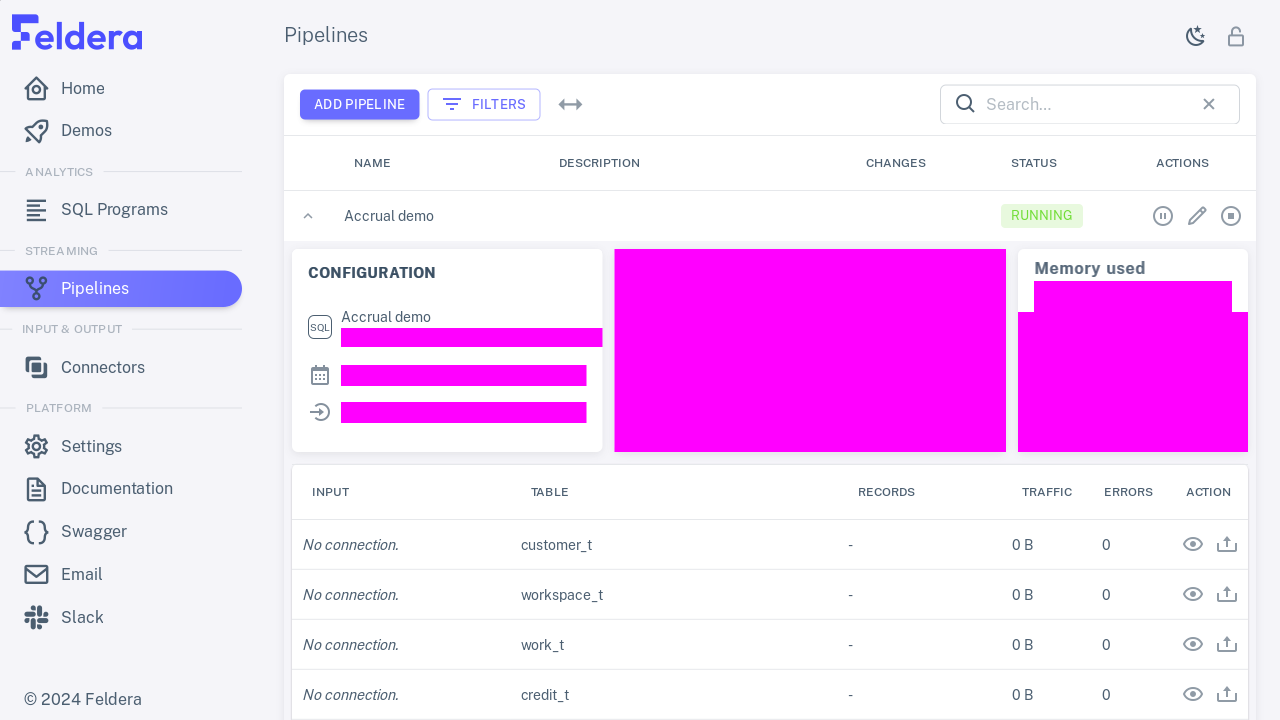 Feldera
Pipelines
Home
Demos
ANALYTICS
SQL Programs
STREAMING
Pipelines
INPUT & OUTPUT
Connectors
PLATFORM
Settings
Documentation
Swagger
Email
Slack
© 2024 Feldera
ADD PIPELINE
FILTERS
Search...
NAME DESCRIPTION CHANGES STATUS ACTIONS
Accrual demo RUNNING
CONFIGURATION
SQL
Accrual demo
Memory used
INPUT TABLE RECORDS TRAFFIC ERRORS ACTION
No connection. customer_t - 0 B 0
No connection. workspace_t - 0 B 0
No connection. work_t - 0 B 0
No connection. credit_t - 0 B 0